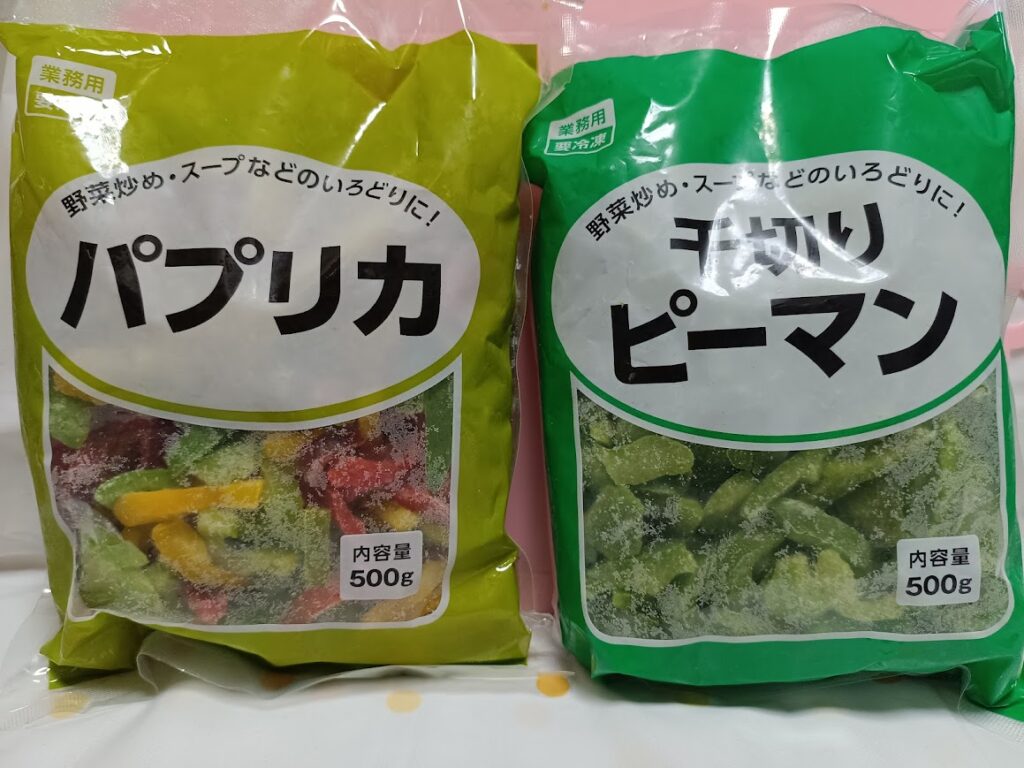 業務用
要
野菜炒め・スープなどのいろどりに!
パプリカ
内容量
500g
業務用
要冷凍
野菜炒め・スープなどのいろどりに!
千切り
ピーマン
内容量
500g